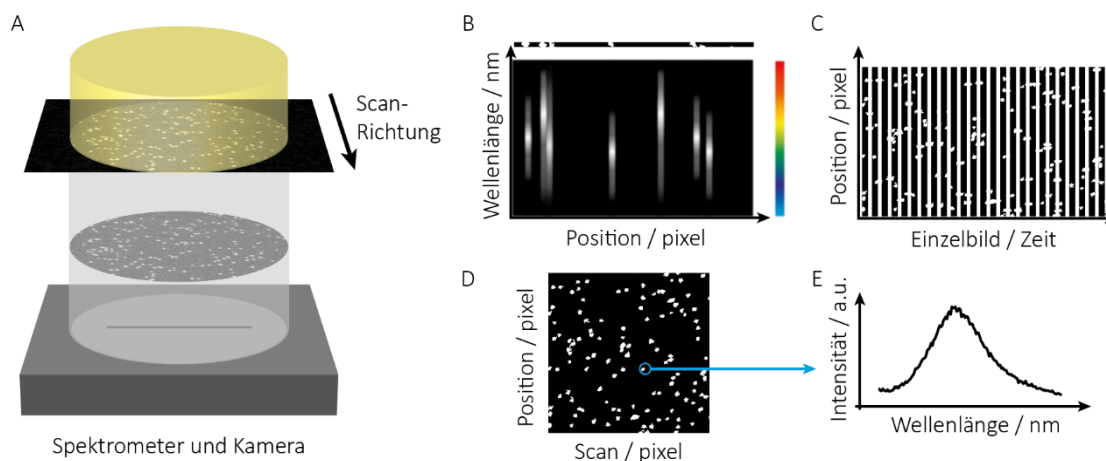 A
Scan-
Richtung
Spektrometer und Kamera
B
Wellenlänge / nm
Position / pixel
C
Position / pixel
Einzelbild / Zeit
D
Position / pixel
Scan / pixel
E
Intensität / a.u.
Wellenlänge / nm